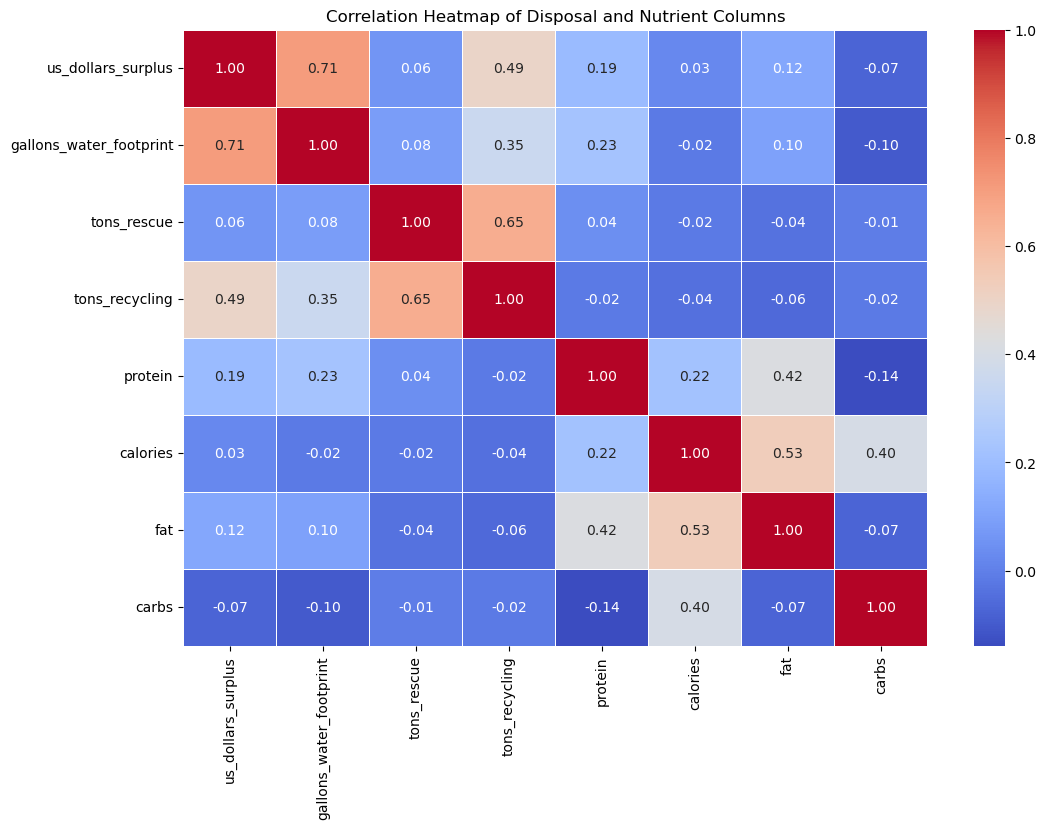 Correlation Heatmap of Disposal and Nutrient Columns
us_dollars_surplus 1.00 0.71 0.06 0.49 0.19 0.03 0.12 -0.07
gallons_water_footprint 0.71 1.00 0.08 0.35 0.23 -0.02 0.10 -0.10
tons_rescue 0.06 0.08 1.00 0.65 0.04 -0.02 -0.04 -0.01
tons_recycling 0.49 0.35 0.65 1.00 -0.02 -0.04 -0.06 -0.02
protein 0.19 0.23 0.04 -0.02 1.00 0.22 0.42 -0.14
calories 0.03 -0.02 -0.02 -0.04 0.22 1.00 0.53 0.40
fat 0.12 0.10 -0.04 -0.06 0.42 0.53 1.00 -0.07
carbs -0.07 -0.10 -0.01 -0.02 -0.14 0.40 -0.07 1.00
us_dollars_surplus
gallons_water_footprint
tons_rescue
tons_recycling
protein
calories
fat
carbs
1.0
0.8
0.6
0.4
0.2
0.0